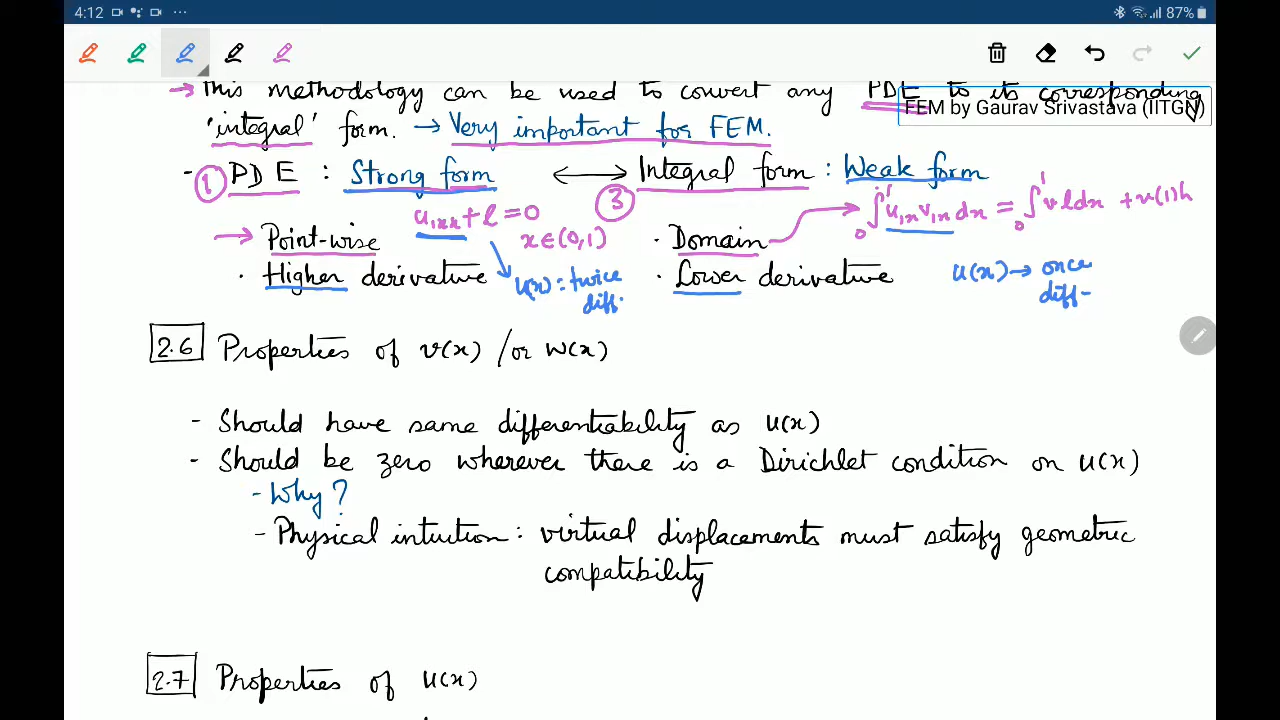 4:12 ... 87%
→ This methodology can be used to convert any PDE to its corresponding
FEM by Gaurav Srivastava (IITGN)
'integral' form. → Very important for FEM.
- ① PDE : Strong form ⟷ ③ Integral form : Weak form
u,xx + l = 0
x ∈ (0,1)
∫₀¹ u,x v,x dx = ∫₀¹ v l dx + v(1)h
→ Point-wise · Domain
· Higher derivative · Lower derivative
u(x): twice diff.
u(x) → once diff
2.6 Properties of v(x) / or w(x)
- Should have same differentiability as u(x)
- Should be zero wherever there is a Dirichlet condition on u(x)
- Why?
- Physical intuition : virtual displacements must satisfy geometric
compatibility
2.7 Properties of u(x)